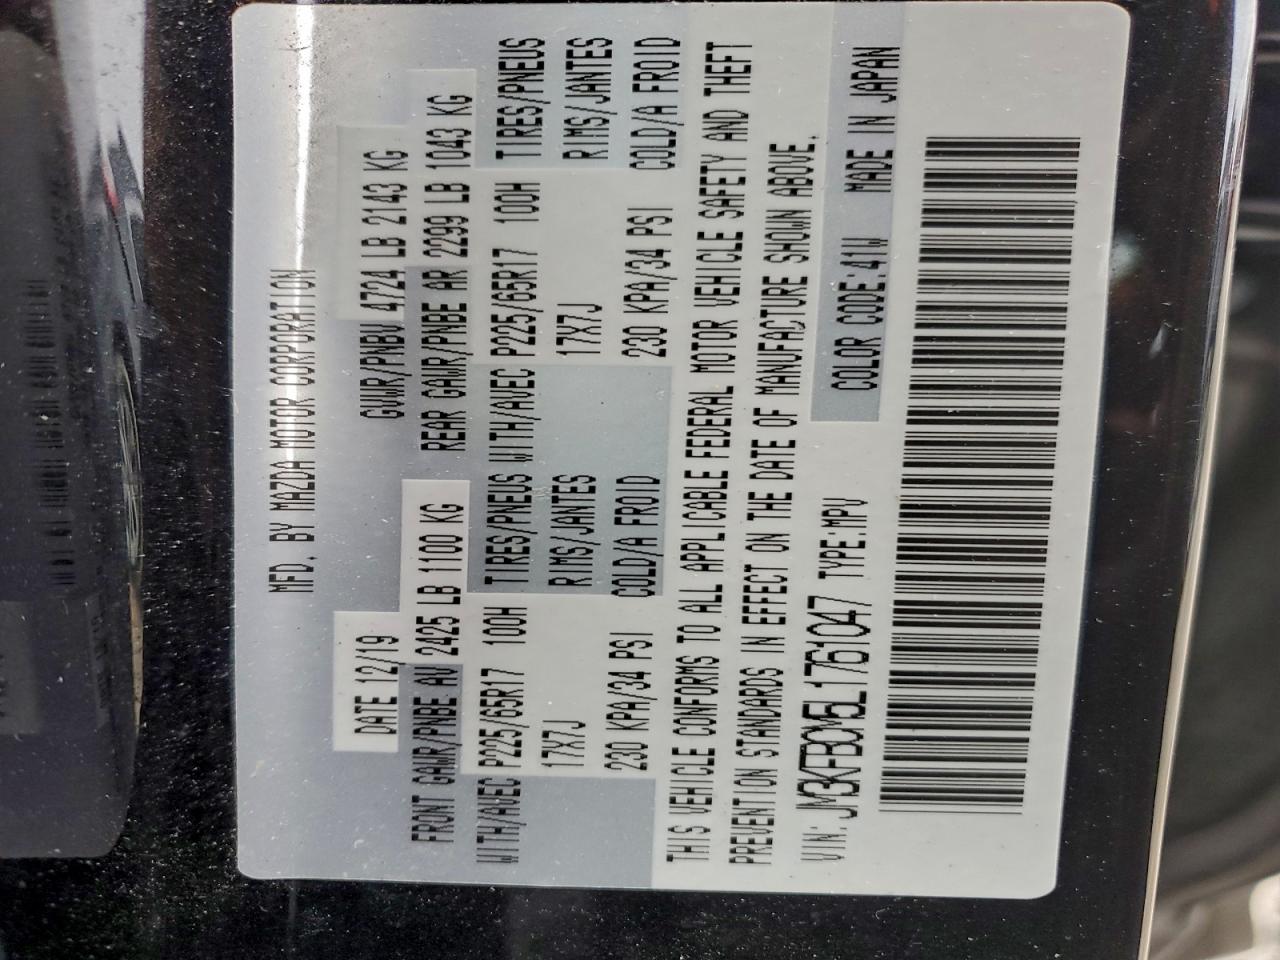 MFD. BY MAZDA MOTOR CORPORATION
DATE 12/19 GVWR/PNBV 4724 LB 2143 KG
FRONT GAWR/PNBE AV 2425 LB 1100 KG REAR GAWR/PNBE AR 2299 LB 1043 KG
WITH/AVEC P225/65R17 100H TIRES/PNEUS WITH/AVEC P225/65R17 100H TIRES/PNEUS
17X7J RIMS/JANTES 17X7J RIMS/JANTES
230 KPA/34 PSI COLD/A FROID 230 KPA/34 PSI COLD/A FROID
THIS VEHICLE CONFORMS TO ALL APPLICABLE FEDERAL MOTOR VEHICLE SAFETY AND THEFT
PREVENTION STANDARDS IN EFFECT ON THE DATE OF MANUFACTURE SHOWN ABOVE.
VIN: JM3KFBCM5L1761047 TYPE:MPV COLOR CODE:41W MADE IN JAPAN